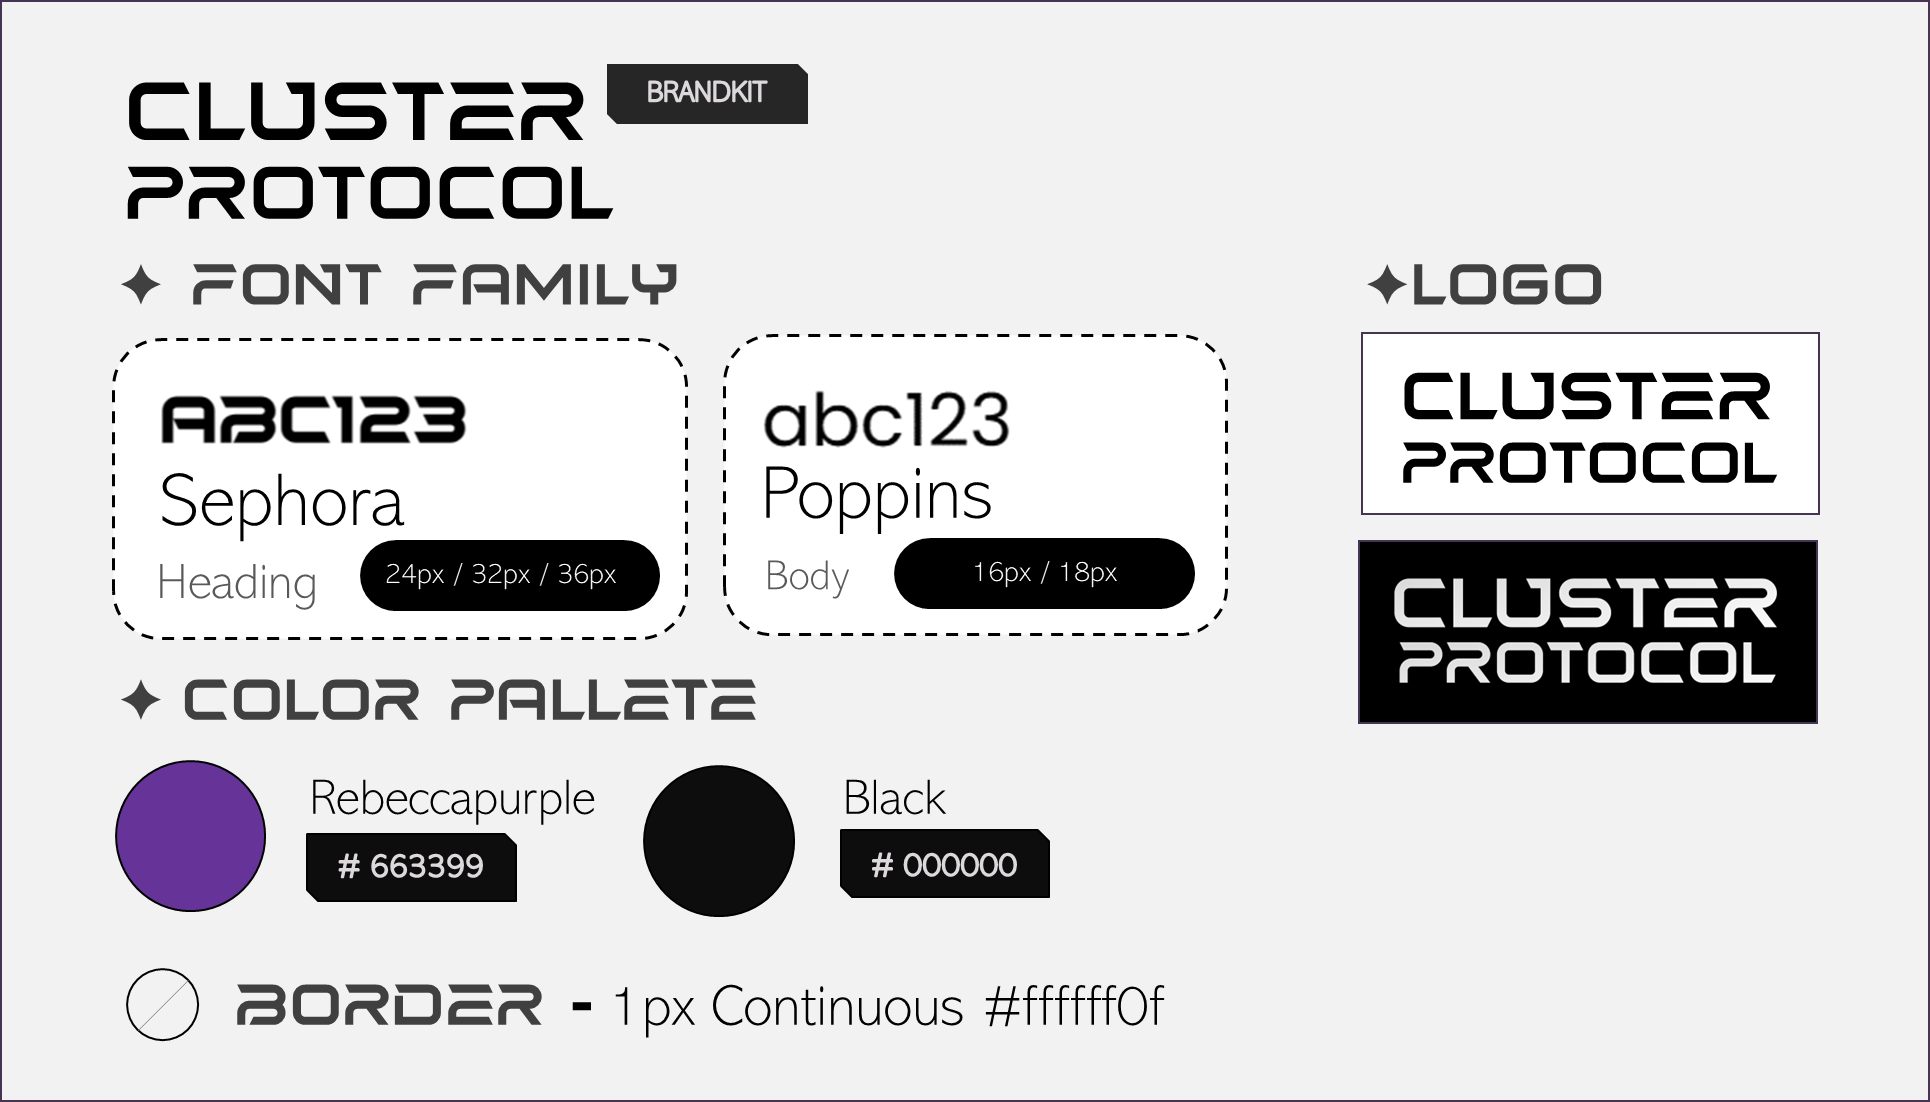 CLUSTER
PROTOCOL
BRANDKIT
FONT FAMILY
ABC123
Sephora
Heading
24px / 32px / 36px
abc123
Poppins
Body
16px / 18px
LOGO
CLUSTER
PROTOCOL
CLUSTER
PROTOCOL
COLOR PALLETE
Rebeccapurple
# 663399
Black
# 000000
BORDER - 1px Continuous #ffffff0f